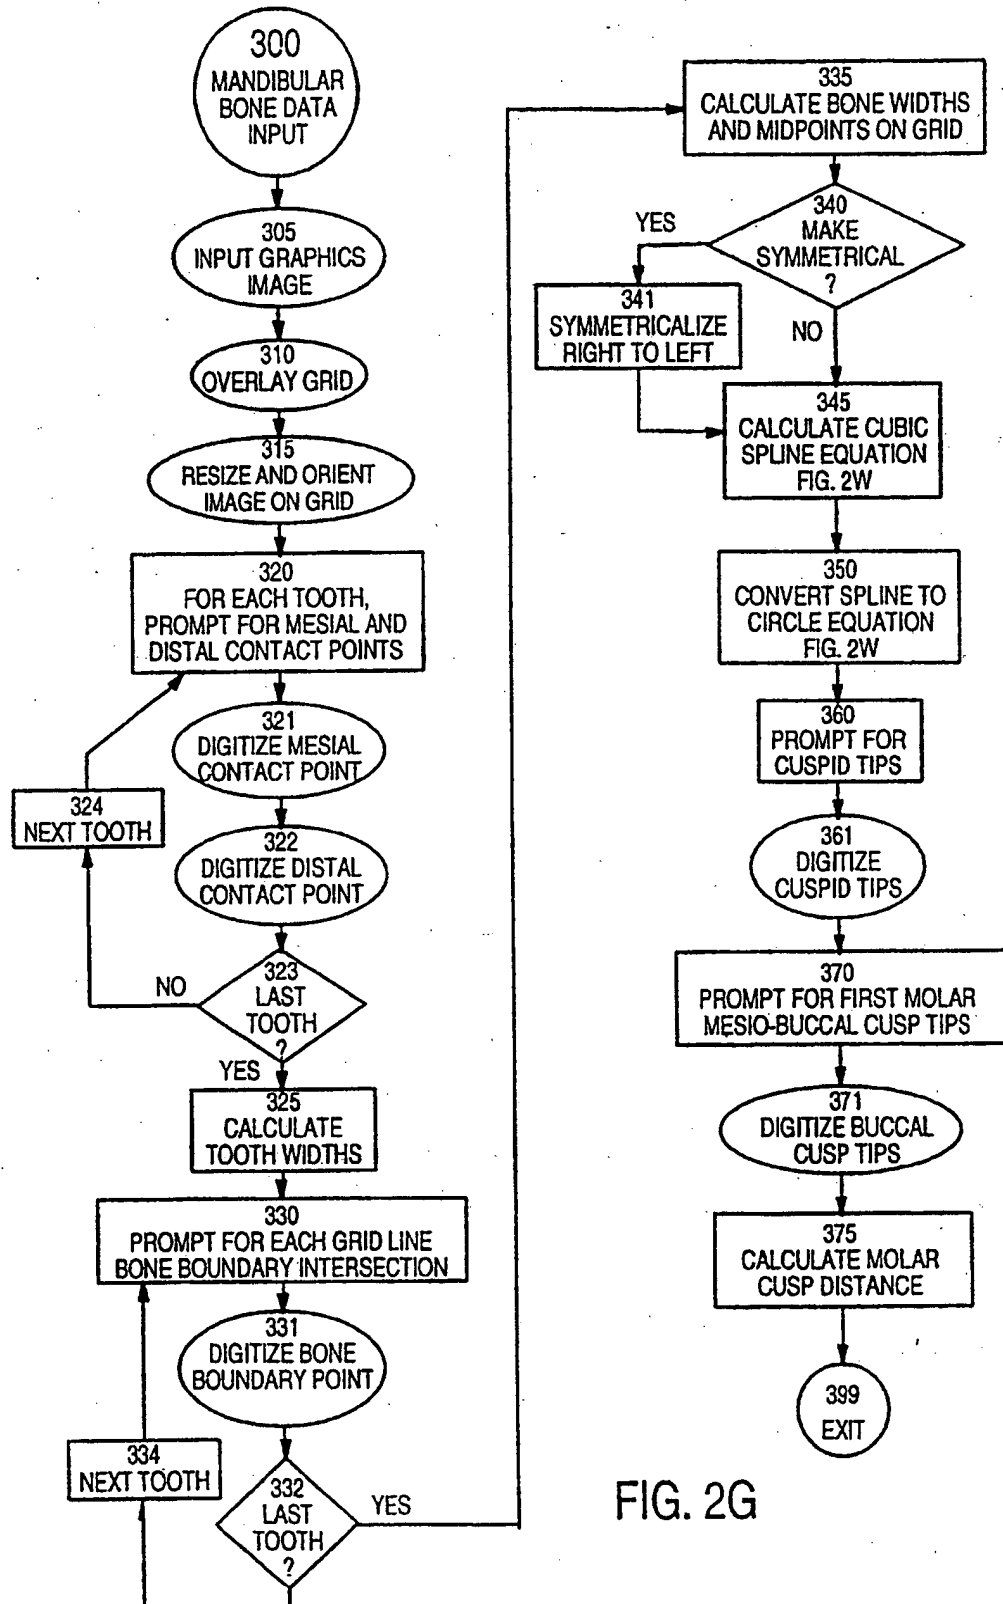 300
MANDIBULAR
BONE DATA
INPUT
305
INPUT GRAPHICS
IMAGE
310
OVERLAY GRID
315
RESIZE AND ORIENT
IMAGE ON GRID
320
FOR EACH TOOTH,
PROMPT FOR MESIAL AND
DISTAL CONTACT POINTS
321
DIGITIZE MESIAL
CONTACT POINT
324
NEXT TOOTH
322
DIGITIZE DISTAL
CONTACT POINT
NO
323
LAST
TOOTH
?
YES
325
CALCULATE
TOOTH WIDTHS
330
PROMPT FOR EACH GRID LINE
BONE BOUNDARY INTERSECTION
331
DIGITIZE BONE
BOUNDARY POINT
334
NEXT TOOTH
332
LAST
TOOTH
?
YES
335
CALCULATE BONE WIDTHS
AND MIDPOINTS ON GRID
YES
340
MAKE
SYMMETRICAL
?
341
SYMMETRICALIZE
RIGHT TO LEFT
NO
345
CALCULATE CUBIC
SPLINE EQUATION
FIG. 2W
350
CONVERT SPLINE TO
CIRCLE EQUATION
FIG. 2W
360
PROMPT FOR
CUSPID TIPS
361
DIGITIZE
CUSPID TIPS
370
PROMPT FOR FIRST MOLAR
MESIO-BUCCAL CUSP TIPS
371
DIGITIZE BUCCAL
CUSP TIPS
375
CALCULATE MOLAR
CUSP DISTANCE
399
EXIT
FIG. 2G